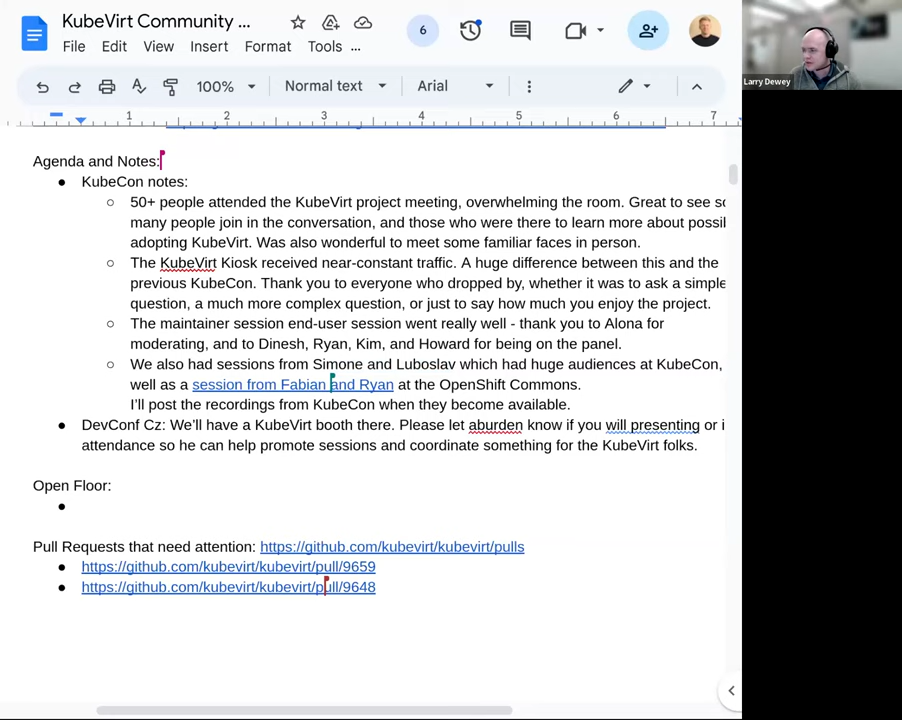 KubeVirt Community ...
6
File Edit View Insert Format Tools ...
100% Normal text Arial
1 2 3 4 5 6 7
Larry Dewey
Agenda and Notes:
● KubeCon notes:
○ 50+ people attended the KubeVirt project meeting, overwhelming the room. Great to see
many people join in the conversation, and those who were there to learn more about
adopting KubeVirt. Was also wonderful to meet some familiar faces in person.
○ The KubeVirt Kiosk received near-constant traffic. A huge difference between this and the
previous KubeCon. Thank you to everyone who dropped by, whether it was to ask a simple
question, a much more complex question, or just to say how much you enjoy the project.
○ The maintainer session end-user session went really well - thank you to Alona for
moderating, and to Dinesh, Ryan, Kim, and Howard for being on the panel.
○ We also had sessions from Simone and Luboslav which had huge audiences at KubeCon,
well as a session from Fabian and Ryan at the OpenShift Commons.
I'll post the recordings from KubeCon when they become available.
● DevConf Cz: We'll have a KubeVirt booth there. Please let aburden know if you will presenting or
attendance so he can help promote sessions and coordinate something for the KubeVirt folks.
Open Floor:
●
Pull Requests that need attention: https://github.com/kubevirt/kubevirt/pulls
● https://github.com/kubevirt/kubevirt/pull/9659
● https://github.com/kubevirt/kubevirt/pull/9648